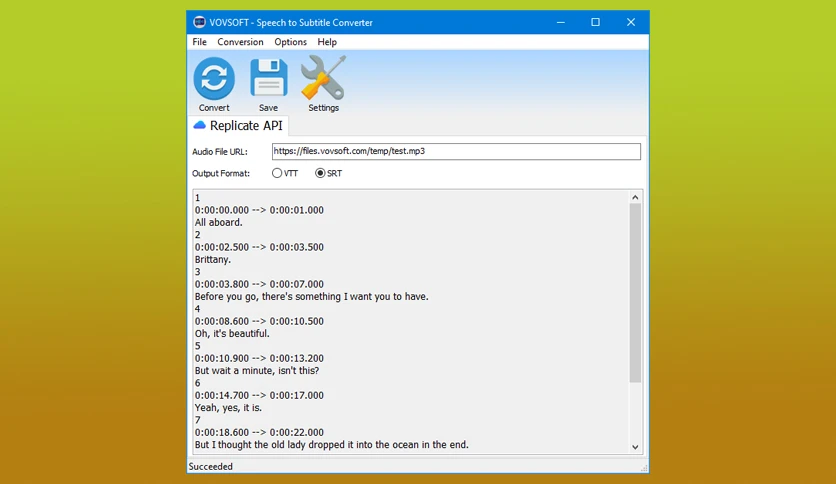 VOVSOFT - Speech to Subtitle Converter
File Conversion Options Help
Convert Save Settings
Replicate API
Audio File URL: https://files.vovsoft.com/temp/test.mp3
Output Format: VTT SRT
1
0:00:00.000 --> 0:00:01.000
All aboard.
2
0:00:02.500 --> 0:00:03.500
Brittany.
3
0:00:03.800 --> 0:00:07.000
Before you go, there's something I want you to have.
4
0:00:08.600 --> 0:00:10.500
Oh, it's beautiful.
5
0:00:10.900 --> 0:00:13.200
But wait a minute, isn't this?
6
0:00:14.700 --> 0:00:17.000
Yeah, yes, it is.
7
0:00:18.600 --> 0:00:22.000
But I thought the old lady dropped it into the ocean in the end.
Succeeded